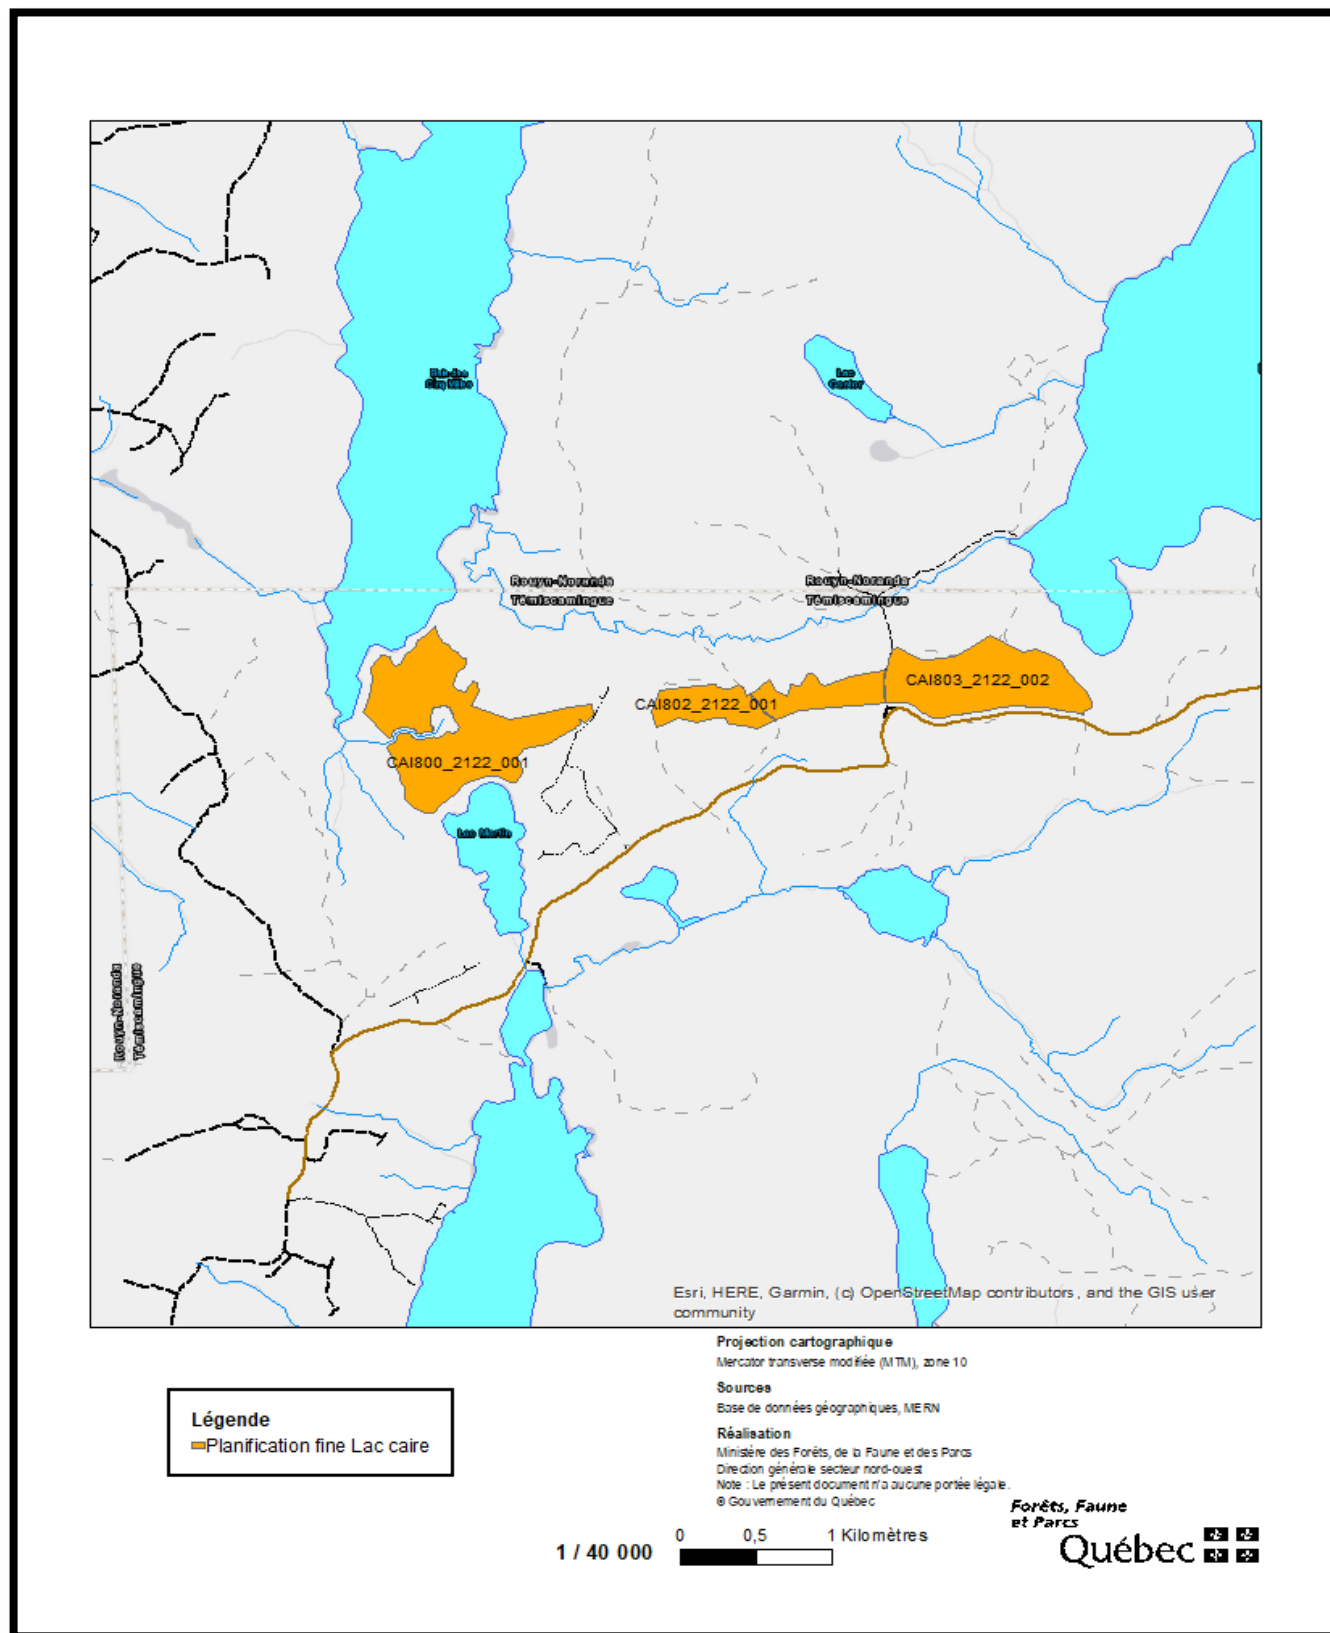 Lac
Castor
Rouyn-Noranda
Témiscamingue
Rouyn-Noranda
Témiscamingue
CAI803_2122_002
CAI802_2122_001
CAI800_2122_001
Lac Martin
Rouyn-Noranda
Témiscamingue
Esri, HERE, Garmin, (c) OpenStreetMap contributors, and the GIS user
community
Projection cartographique
Mercator transverse modifiée (MTM), zone 10
Sources
Base de données géographiques, MERN
Réalisation
Ministère des Forêts, de la Faune et des Parcs
Direction générale secteur nord-ouest
Note : Le présent document n'a aucune portée légale.
© Gouvernement du Québec
Légende
Planification fine Lac caire
Forêts, Faune
et Parcs
Québec
1 / 40 000
0 0,5 1 Kilomètres